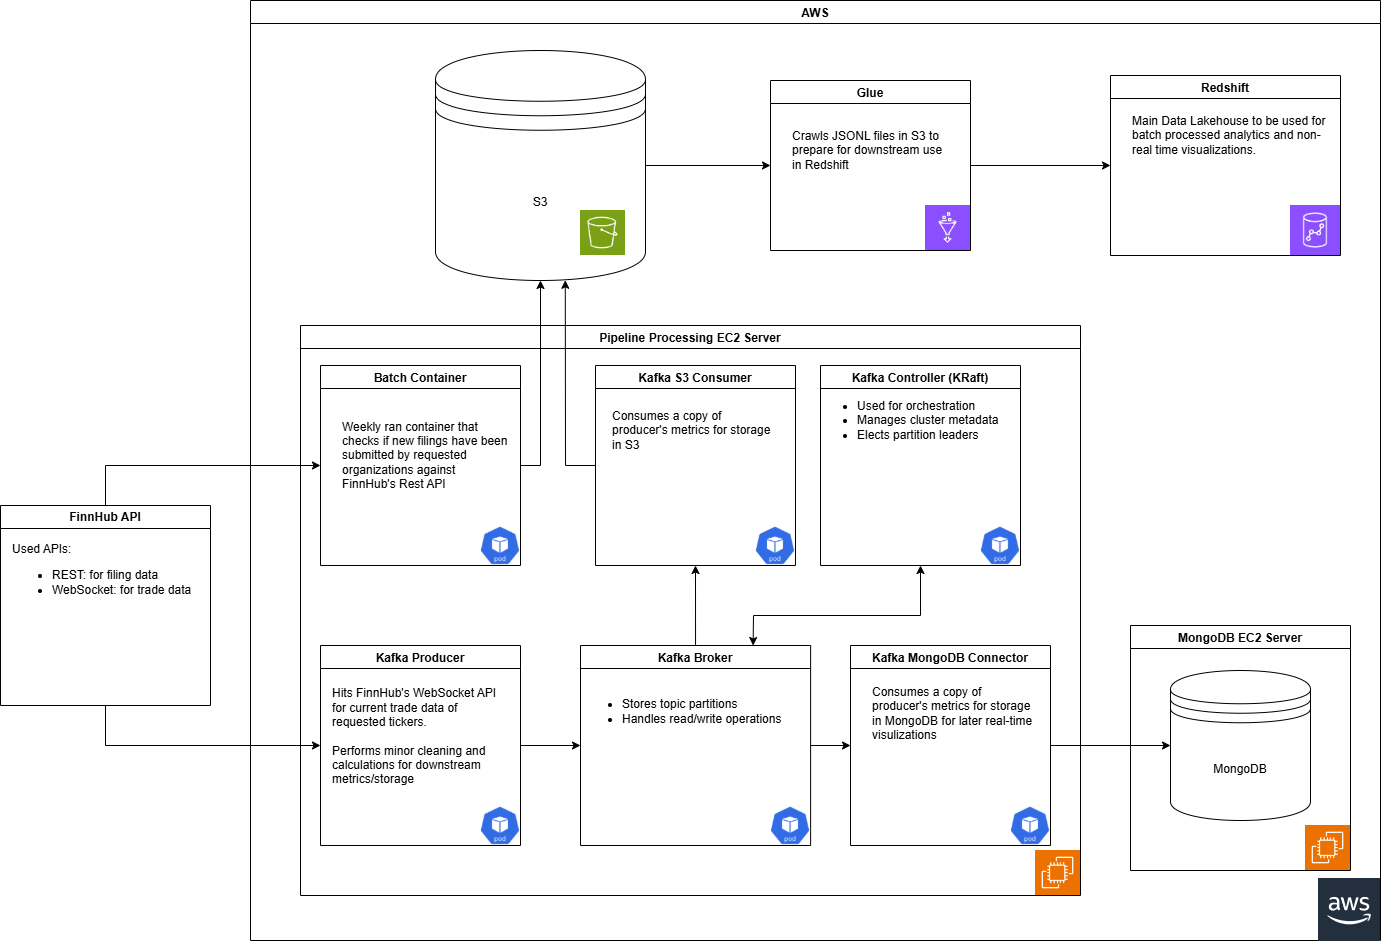 AWS
S3
Glue
Crawls JSONL files in S3 to
prepare for downstream use
in Redshift
Redshift
Main Data Lakehouse to be used for
batch processed analytics and non-
real time visualizations.
Pipeline Processing EC2 Server
Batch Container
Weekly ran container that
checks if new filings have been
submitted by requested
organizations against
FinnHub's Rest API
pod
Kafka S3 Consumer
Consumes a copy of
producer's metrics for storage
in S3
pod
Kafka Controller (KRaft)
• Used for orchestration
• Manages cluster metadata
• Elects partition leaders
pod
FinnHub API
Used APIs:
• REST: for filing data
• WebSocket: for trade data
Kafka Producer
Hits FinnHub's WebSocket API
for current trade data of
requested tickers.
Performs minor cleaning and
calculations for downstream
metrics/storage
pod
Kafka Broker
• Stores topic partitions
• Handles read/write operations
pod
Kafka MongoDB Connector
Consumes a copy of
producer's metrics for storage
in MongoDB for later real-time
visulizations
pod
MongoDB EC2 Server
MongoDB
aws